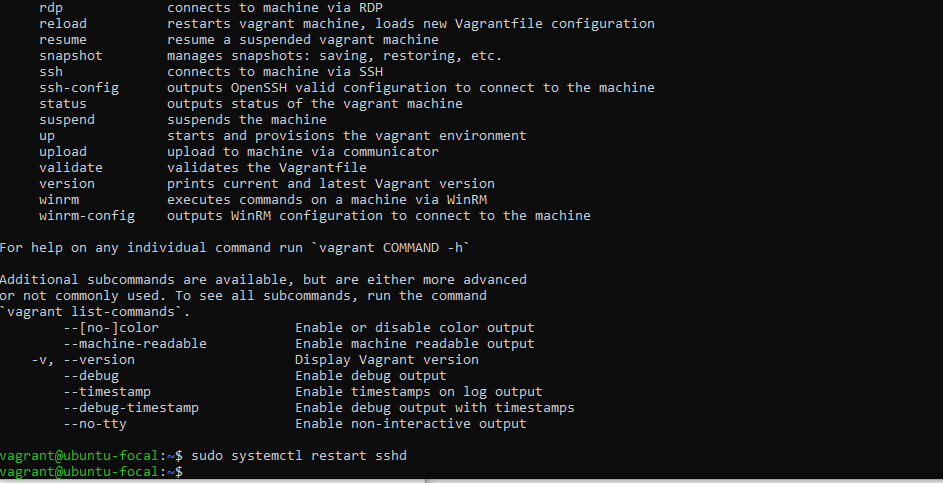 rdp connects to machine via RDP
reload restarts vagrant machine, loads new Vagrantfile configuration
resume resume a suspended vagrant machine
snapshot manages snapshots: saving, restoring, etc.
ssh connects to machine via SSH
ssh-config outputs OpenSSH valid configuration to connect to the machine
status outputs status of the vagrant machine
suspend suspends the machine
up starts and provisions the vagrant environment
upload upload to machine via communicator
validate validates the Vagrantfile
version prints current and latest Vagrant version
winrm executes commands on a machine via WinRM
winrm-config outputs WinRM configuration to connect to the machine
For help on any individual command run `vagrant COMMAND -h`
Additional subcommands are available, but are either more advanced
or not commonly used. To see all subcommands, run the command
`vagrant list-commands`.
--[no-]color Enable or disable color output
--machine-readable Enable machine readable output
-v, --version Display Vagrant version
--debug Enable debug output
--timestamp Enable timestamps on log output
--debug-timestamp Enable debug output with timestamps
--no-tty Enable non-interactive output
vagrant@ubuntu-focal:~$ sudo systemctl restart sshd
vagrant@ubuntu-focal:~$